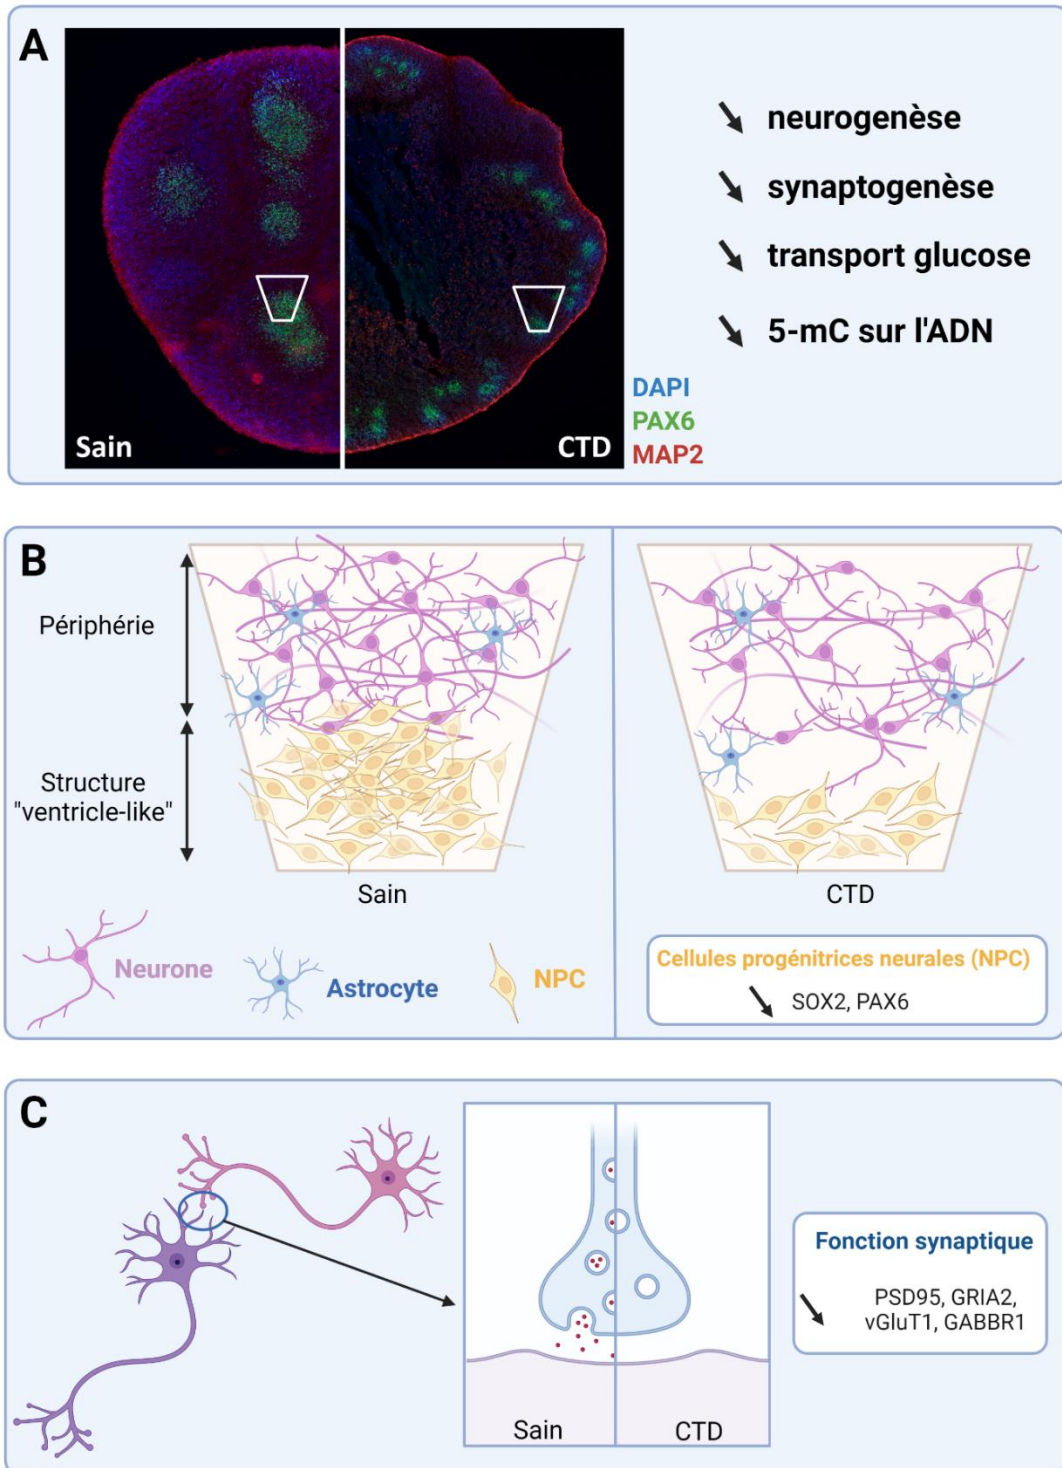 A
neurogenèse
synaptogenèse
transport glucose
5-mC sur l'ADN
DAPI
PAX6
MAP2
Sain
CTD
B
Périphérie
Structure
"ventricle-like"
Sain
CTD
Neurone
Astrocyte
NPC
Cellules progénitrices neurales (NPC)
SOX2, PAX6
C
Fonction synaptique
PSD95, GRIA2,
vGluT1, GABBR1
Sain
CTD